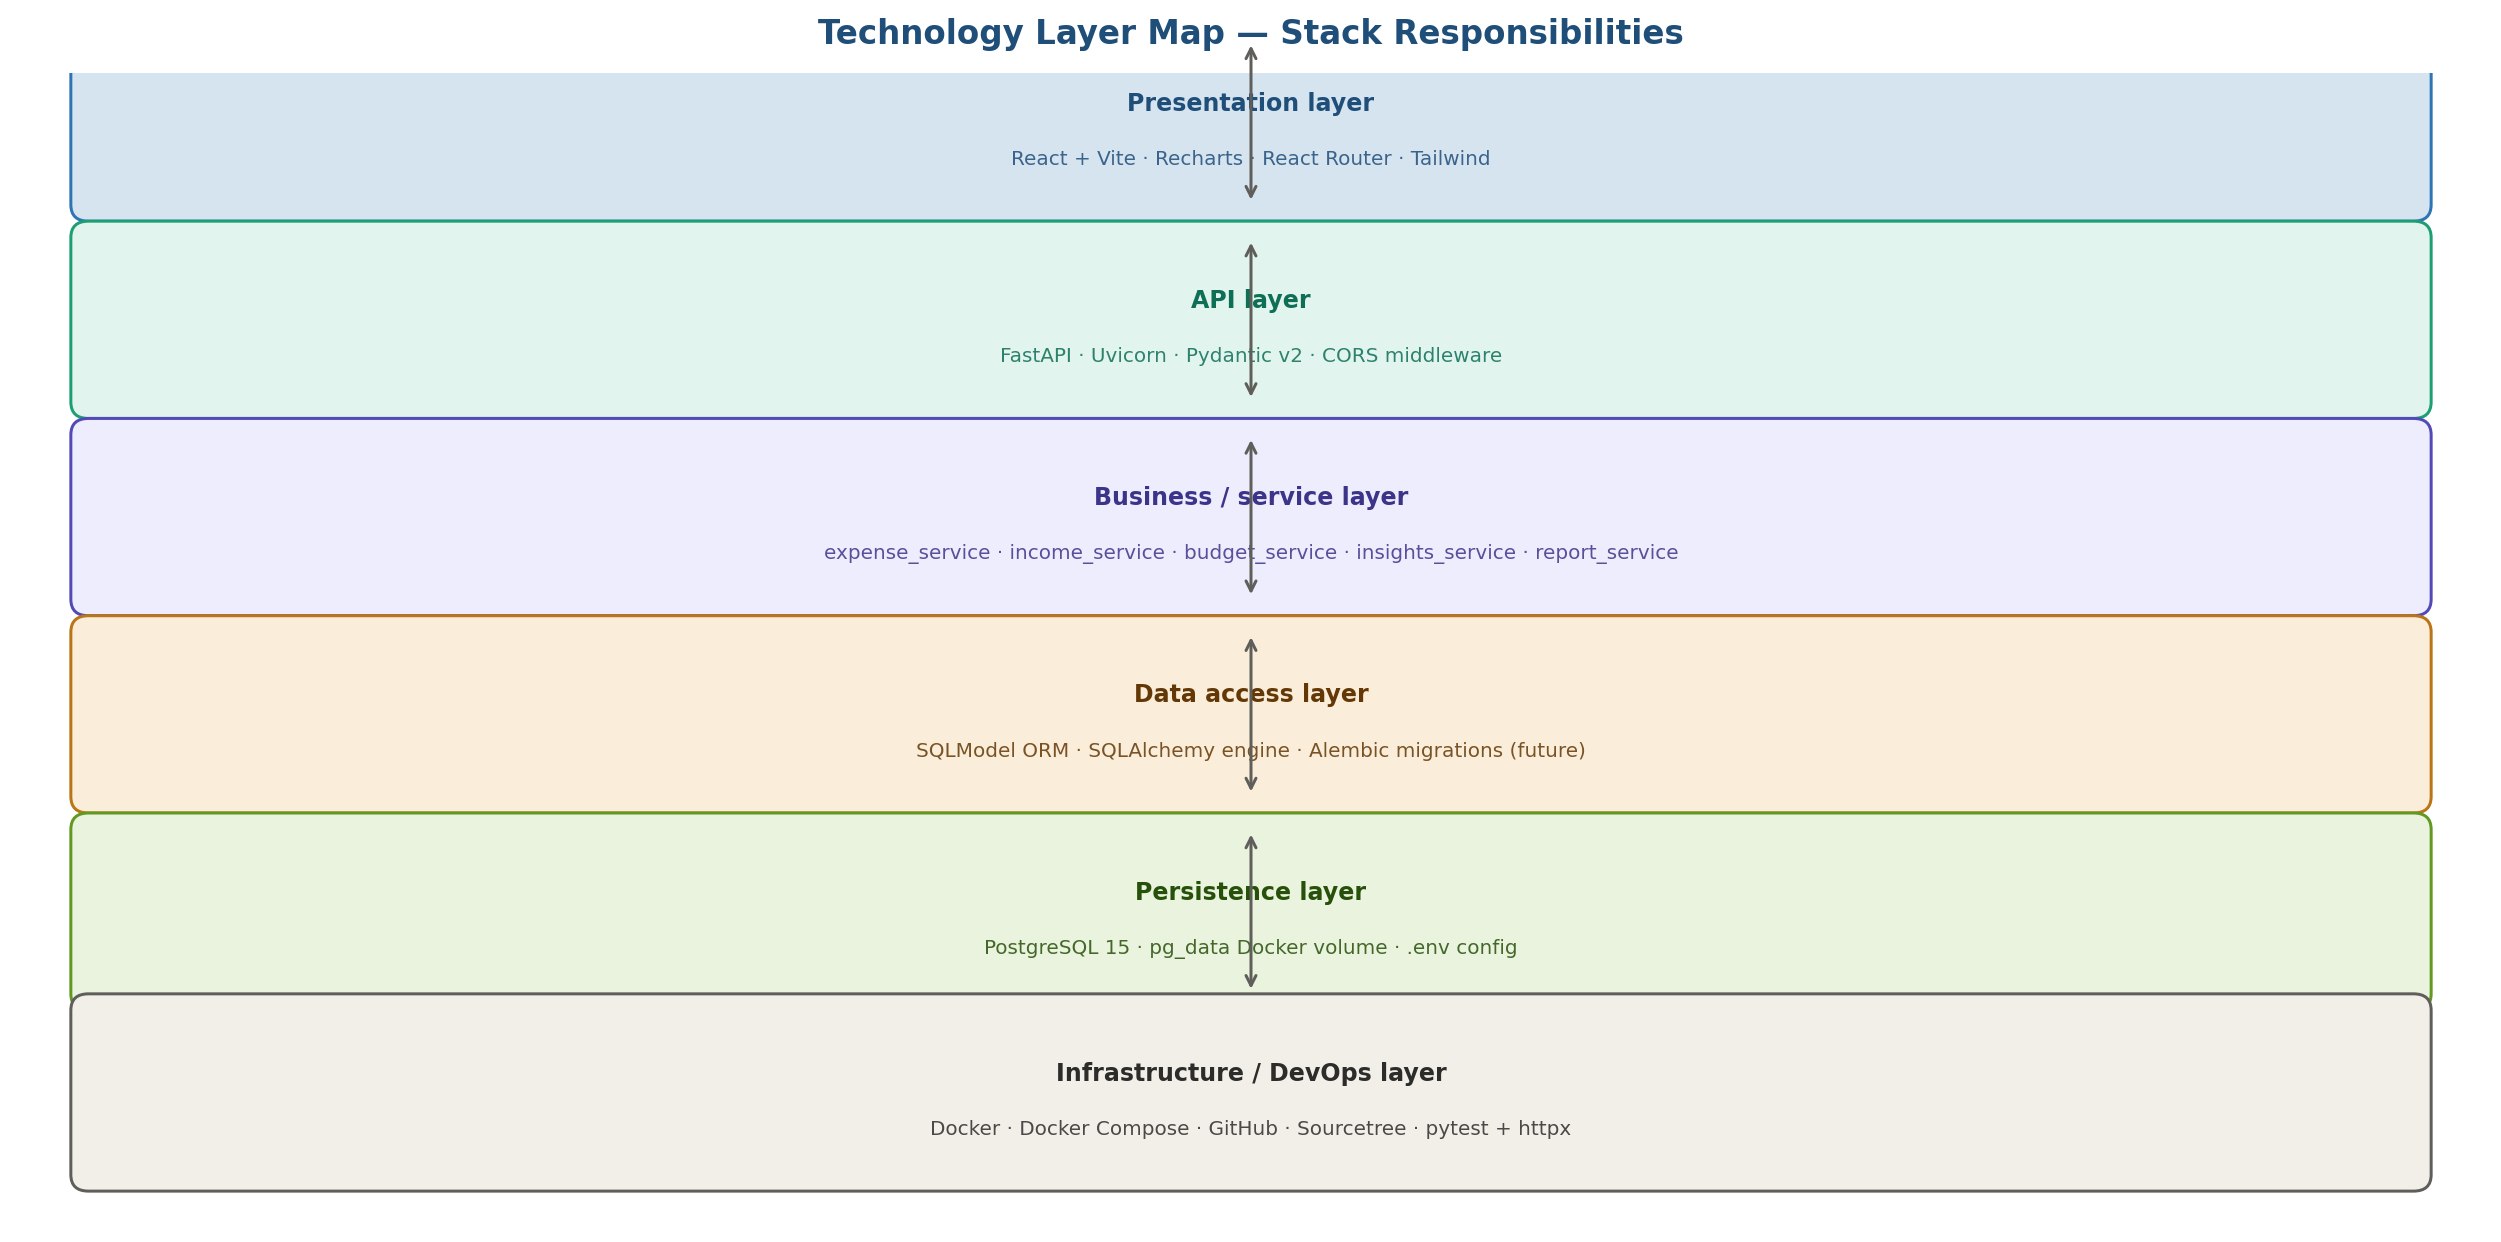 Technology Layer Map — Stack Responsibilities
Presentation layer
React + Vite · Recharts · React Router · Tailwind
API layer
FastAPI · Uvicorn · Pydantic v2 · CORS middleware
Business / service layer
expense_service · income_service · budget_service · insights_service · report_service
Data access layer
SQLModel ORM · SQLAlchemy engine · Alembic migrations (future)
Persistence layer
PostgreSQL 15 · pg_data Docker volume · .env config
Infrastructure / DevOps layer
Docker · Docker Compose · GitHub · Sourcetree · pytest + httpx